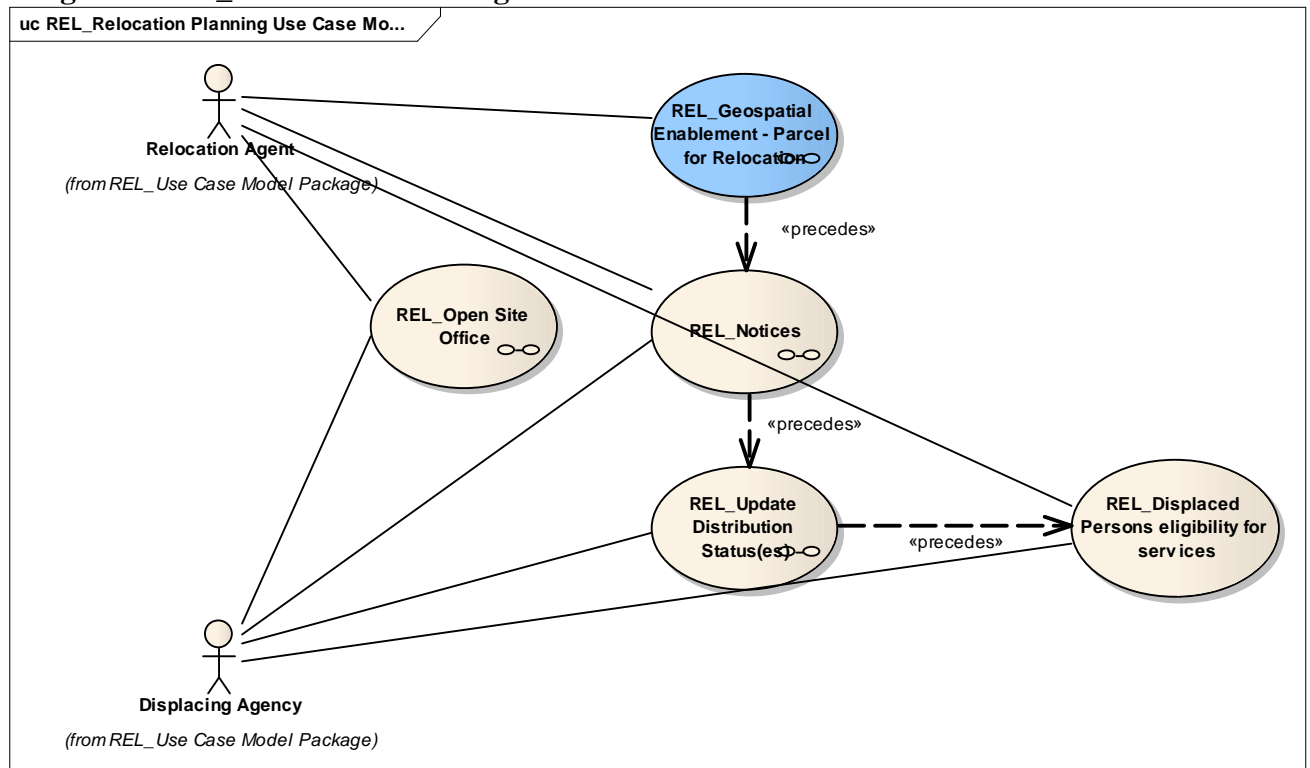 uc REL_Relocation Planning Use Case Mo...
Relocation Agent
(from REL_Use Case Model Package)
REL_Geospatial
Enablement - Parcel
for Relocation
«precedes»
REL_Open Site
Office
REL_Notices
«precedes»
REL_Update
Distribution
Status(es)
«precedes»
REL_Displaced
Persons eligibility for
services
Displacing Agency
(from REL_Use Case Model Package)